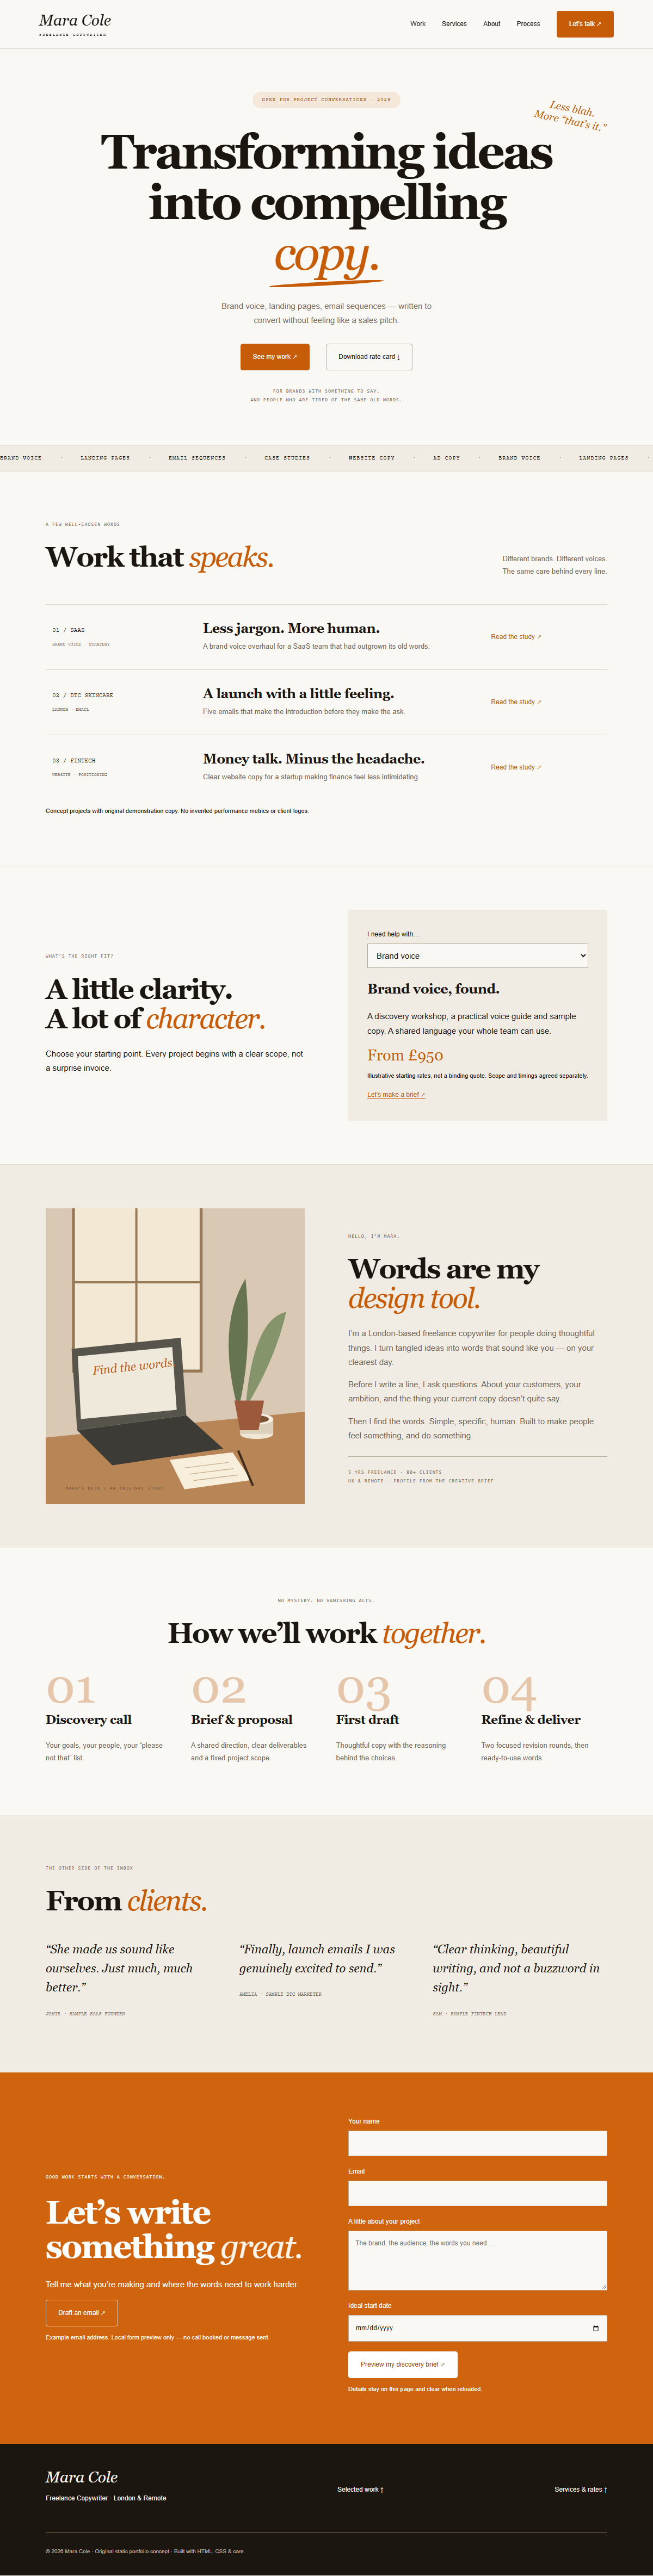 Mara Cole
FREELANCE COPYWRITER
Work
Services
About
Process
Let's talk ↗
OPEN FOR PROJECT CONVERSATIONS · 2026
Less blah.
More “that’s it.”
Transforming ideas
into compelling
copy.
Brand voice, landing pages, email sequences — written to
convert without feeling like a sales pitch.
See my work ↗
Download rate card ↓
FOR BRANDS WITH SOMETHING TO SAY.
AND PEOPLE WHO ARE TIRED OF THE SAME OLD WORDS.
BRAND VOICE · LANDING PAGES · EMAIL SEQUENCES · CASE STUDIES · WEBSITE COPY · AD COPY · BRAND VOICE · LANDING PAGES ·
A FEW WELL-CHOSEN WORDS
Work that speaks.
Different brands. Different voices.
The same care behind every line.
01 / SAAS
BRAND VOICE · STRATEGY
Less jargon. More human.
A brand voice overhaul for a SaaS team that had outgrown its old words.
Read the study ↗
02 / DTC SKINCARE
LAUNCH · EMAIL
A launch with a little feeling.
Five emails that make the introduction before they make the ask.
Read the study ↗
03 / FINTECH
WEBSITE · POSITIONING
Money talk. Minus the headache.
Clear website copy for a startup making finance feel less intimidating.
Read the study ↗
Concept projects with original demonstration copy. No invented performance metrics or client logos.
WHAT’S THE RIGHT FIT?
A little clarity.
A lot of character.
Choose your starting point. Every project begins with a clear scope, not
a surprise invoice.
I need help with…
Brand voice
Brand voice, found.
A discovery workshop, a practical voice guide and sample
copy. A shared language your whole team can use.
From £950
Illustrative starting rates, not a binding quote. Scope and timings agreed separately.
Let’s make a brief ↗
Find the words
MARA’S DESK / AN ORIGINAL STUDY
HELLO, I’M MARA.
Words are my
design tool.
I’m a London-based freelance copywriter for people doing thoughtful
things. I turn tangled ideas into words that sound like you — on your
clearest day.
Before I write a line, I ask questions. About your customers, your
ambition, and the thing your current copy doesn’t quite say.
Then I find the words. Simple, specific, human. Built to make people
feel something, and do something.
5 YRS FREELANCE · 80+ CLIENTS
UK & REMOTE · PROFILE FROM THE CREATIVE BRIEF
NO MYSTERY. NO VANISHING ACTS.
How we’ll work together.
01
Discovery call
Your goals, your people, your “please
not that” list.
02
Brief & proposal
A shared direction, clear deliverables
and a fixed project scope.
03
First draft
Thoughtful copy with the reasoning
behind the choices.
04
Refine & deliver
Two focused revision rounds, then
ready-to-use words.
THE OTHER SIDE OF THE INBOX
From clients.
“She made us sound like
ourselves. Just much, much
better.”
JAMIE · SAMPLE SAAS FOUNDER
“Finally, launch emails I was
genuinely excited to send.”
AMELIA · SAMPLE DTC MARKETER
“Clear thinking, beautiful
writing, and not a buzzword in
sight.”
SAM · SAMPLE FINTECH LEAD
GOOD WORK STARTS WITH A CONVERSATION.
Let’s write
something great.
Tell me what you’re making and where the words need to work harder.
Draft an email ↗
Example email address. Local form preview only — no call booked or message sent.
Your name
Email
A little about your project
The brand, the audience, the words you need…
Ideal start date
mm/dd/yyyy
Preview my discovery brief ↗
Details stay on this page and clear when reloaded.
Mara Cole
Freelance Copywriter · London & Remote
Selected work ↑
Services & rates ↑
© 2026 Mara Cole · Original static portfolio concept · Built with HTML, CSS & care.